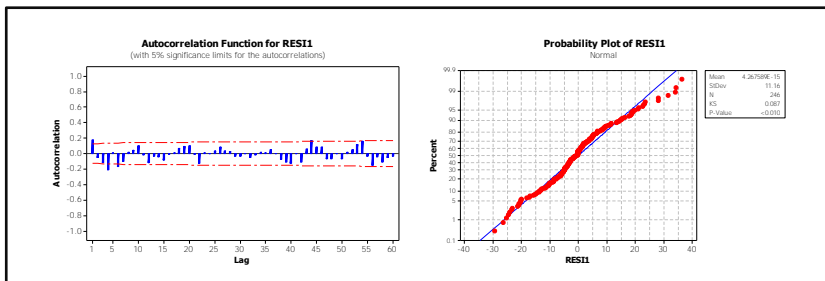 Autocorrelation Function for RESI1
(with 5% significance limits for the autocorrelations)
1.0
0.8
0.6
0.4
0.2
0.0
-0.2
-0.4
-0.6
-0.8
-1.0
Autocorrelation
1 5 10 15 20 25 30 35 40 45 50 55 60
Lag
Probability Plot of RESI1
Normal
99.9
99
95
90
80
70
60
50
40
30
20
10
5
1
0.1
Percent
-40 -30 -20 -10 0 10 20 30 40
RESI1
Mean 4.267589E-15
StDev 11.16
N 246
KS 0.087
P-Value <0.010